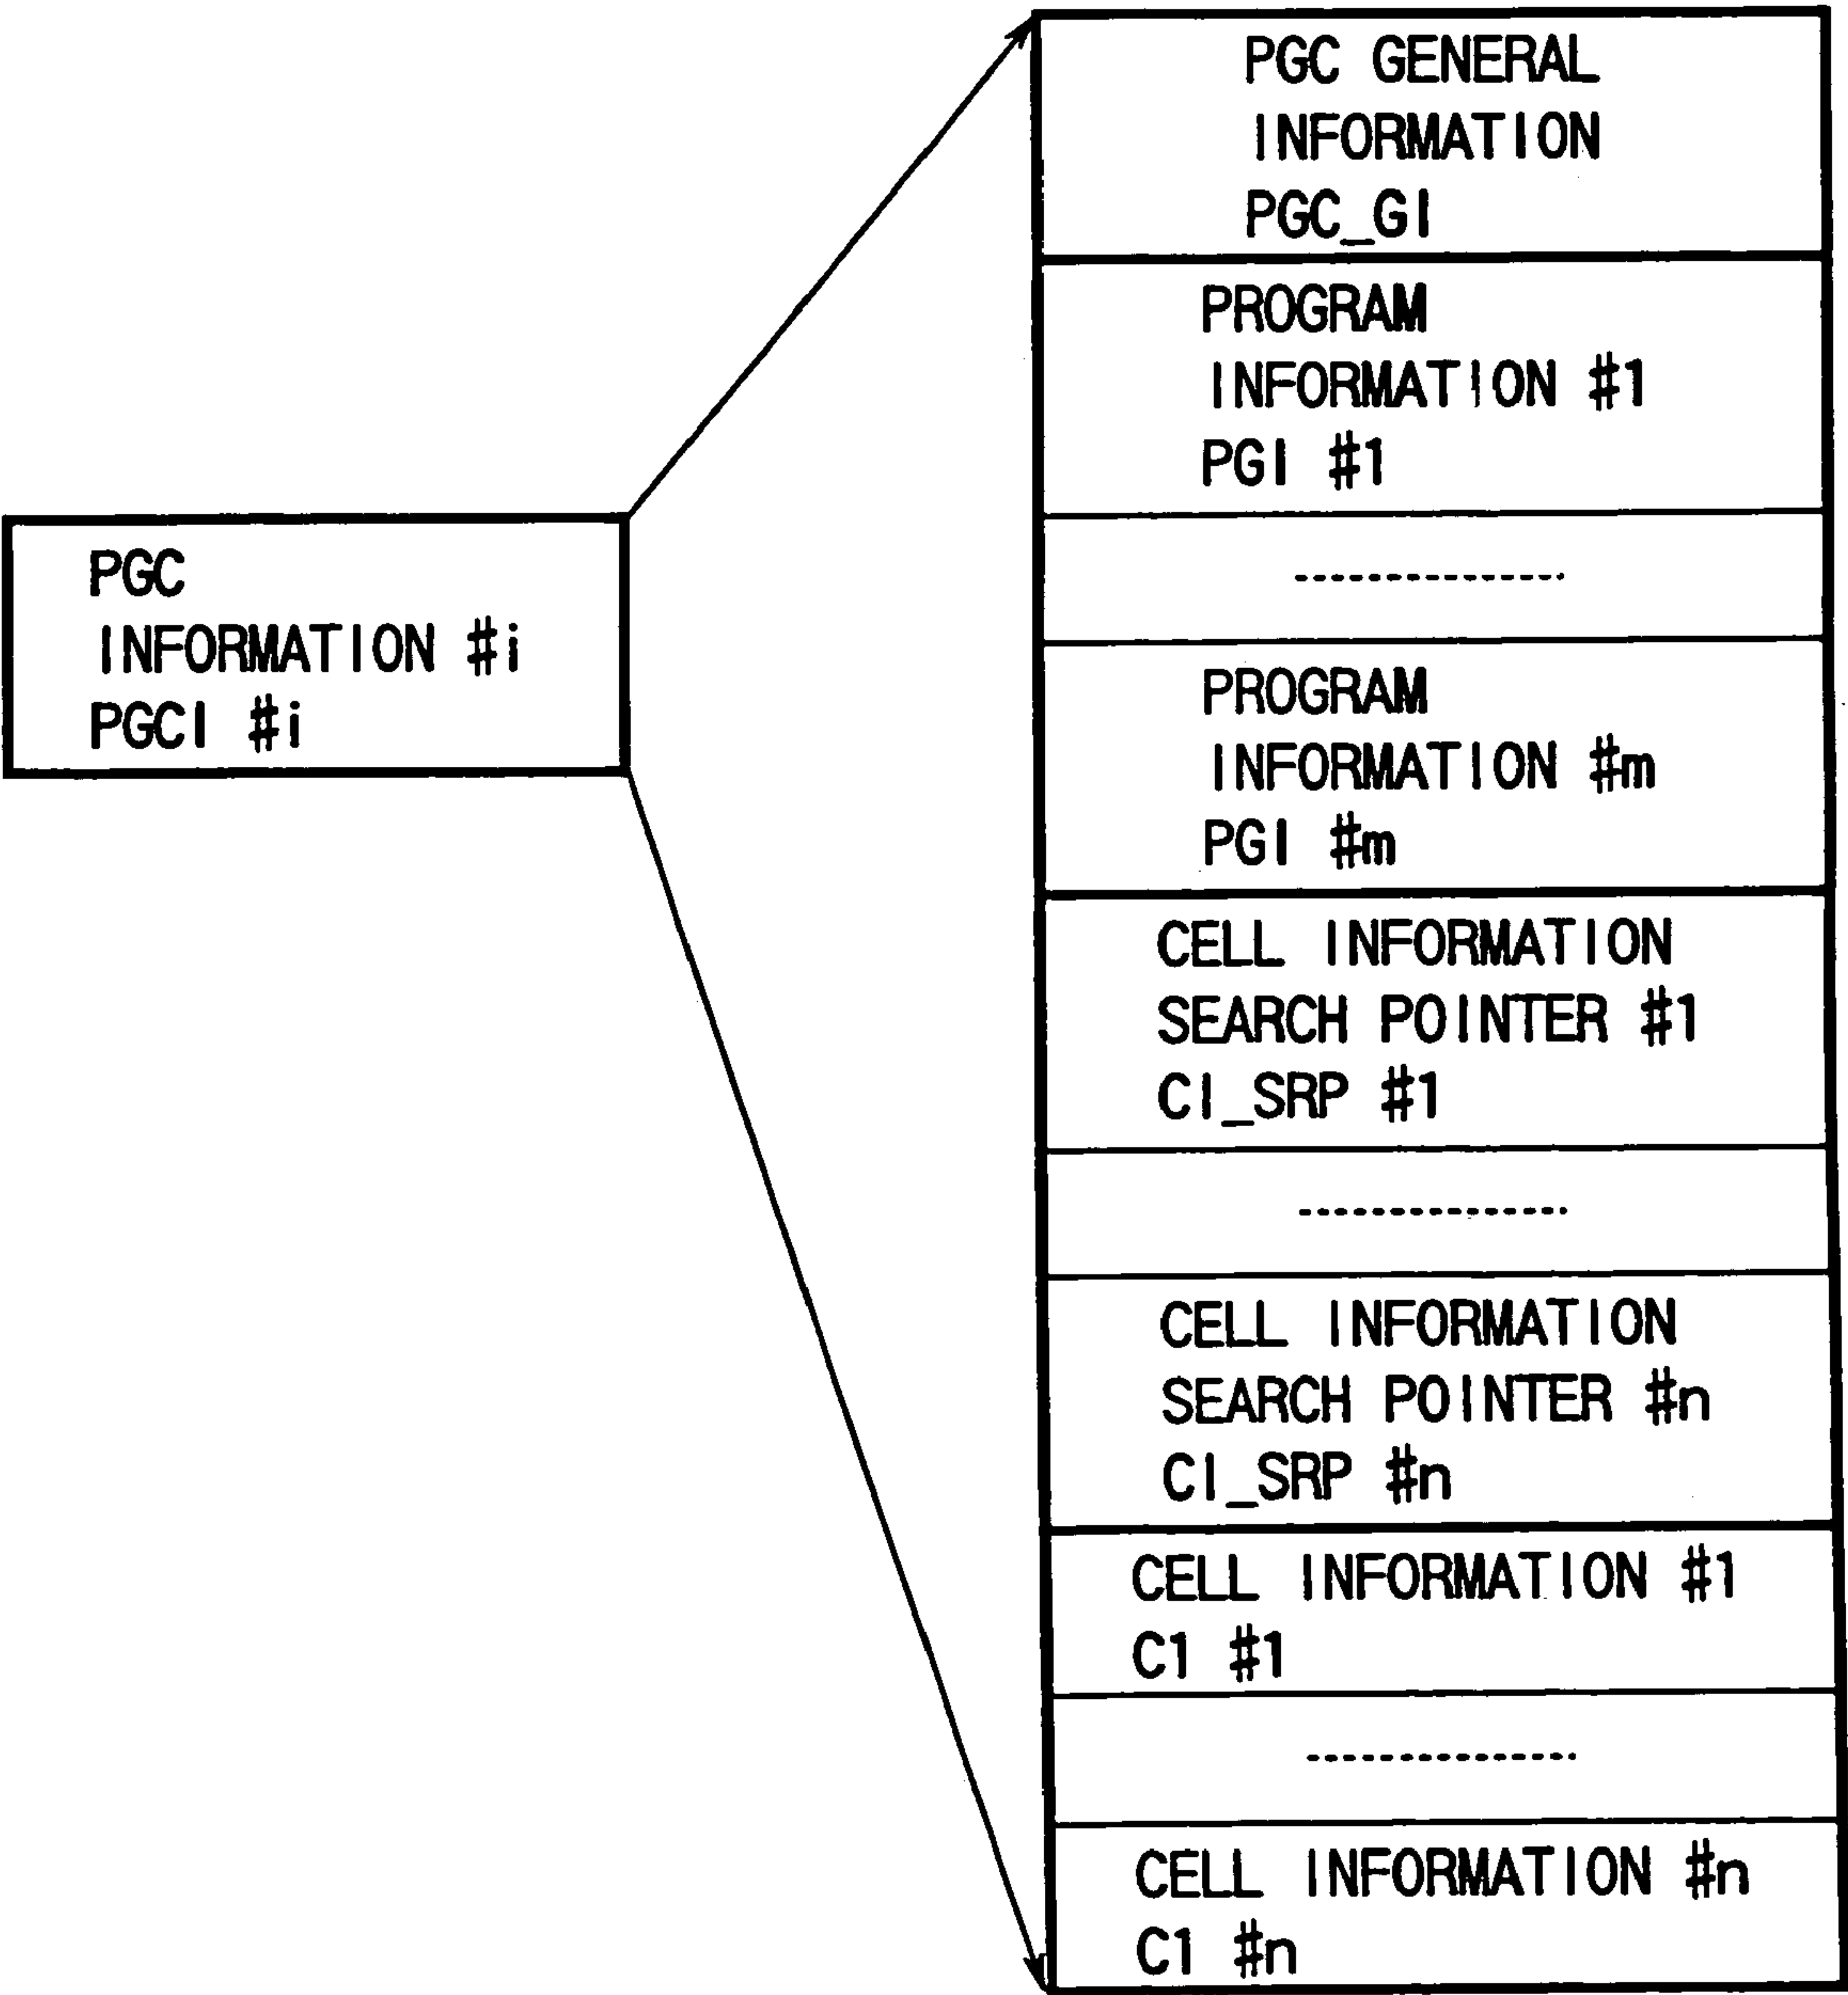 PGC
INFORMATION #i
PGCI #i
PGC GENERAL
INFORMATION
PGC_GI
PROGRAM
INFORMATION #1
PGI #1
PROGRAM
INFORMATION #m
PGI #m
CELL INFORMATION
SEARCH POINTER #1
CI_SRP #1
CELL INFORMATION
SEARCH POINTER #n
CI_SRP #n
CELL INFORMATION #1
C1 #1
CELL INFORMATION #n
C1 #n